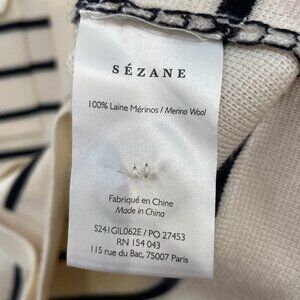 SÉZANE
100% Laine Mérinos / Merino Wool
Fabriqué en Chine
Made in China
S241GIL062E / PO 27453
RN 154 043
115 rue du Bac, 75007 Paris